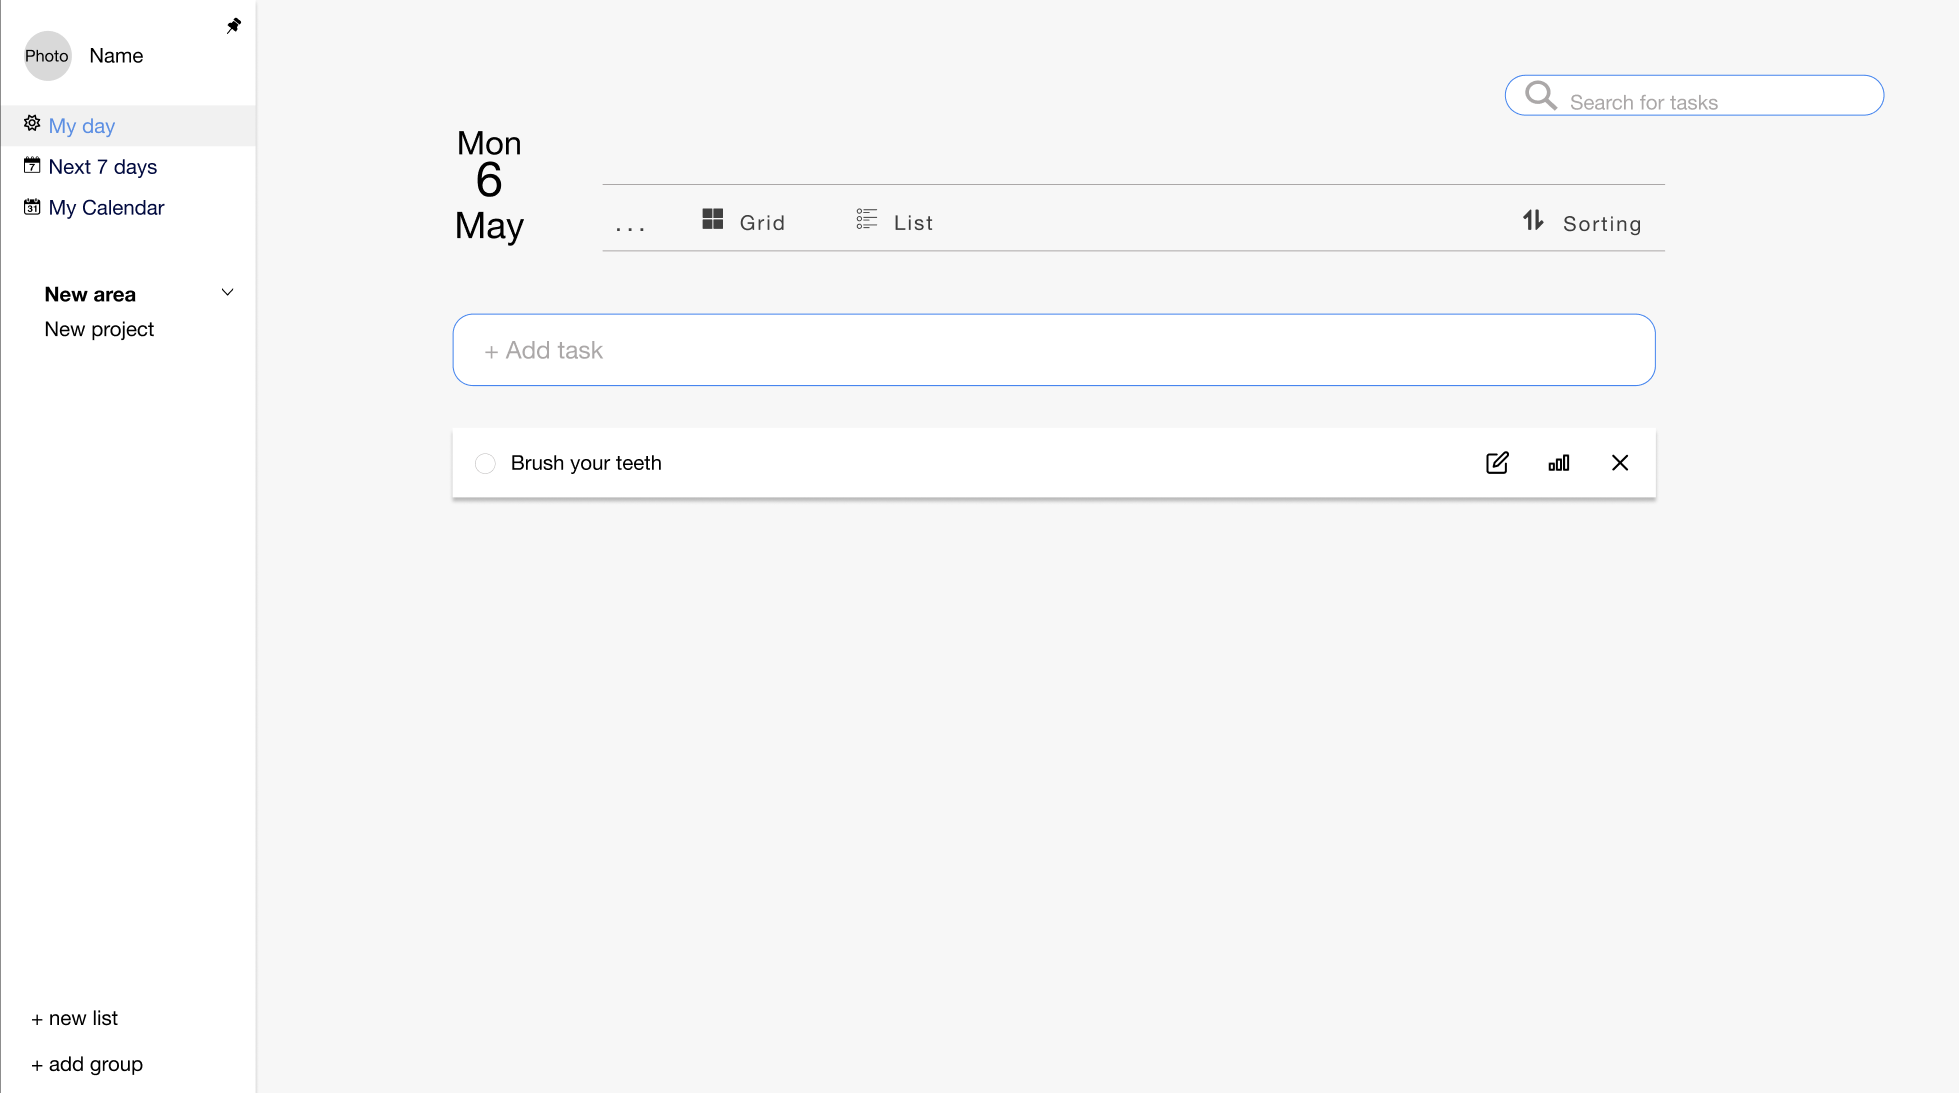 Photo
Name
My day
7
Next 7 days
31
My Calendar
New area
New project
+ new list
+ add group
Search for tasks
Mon
6
May
...
Grid
List
Sorting
+ Add task
Brush your teeth